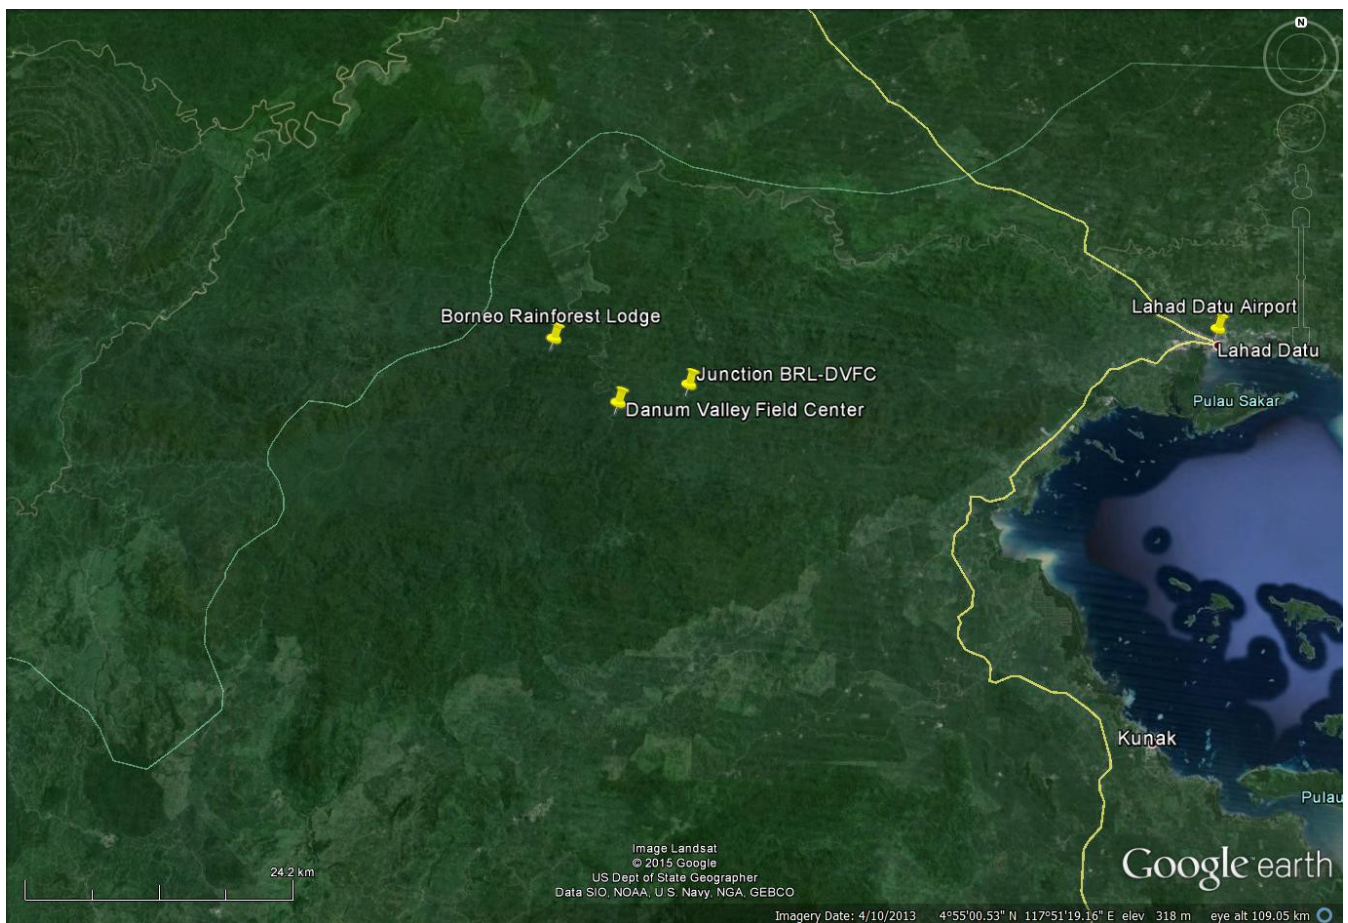 N
Borneo Rainforest Lodge
Lahad Datu Airport
Lahad Datu
Junction BRL-DVFC
Pulau Sakar
Danum Valley Field Center
Kunak
Pulau
24.2 km
Image Landsat
© 2015 Google
US Dept of State Geographer
Data SIO, NOAA, U.S. Navy, NGA, GEBCO
Google earth
Imagery Date: 4/10/2013 4°55'00.53" N 117°51'19.16" E elev 318 m eye alt 109.05 km